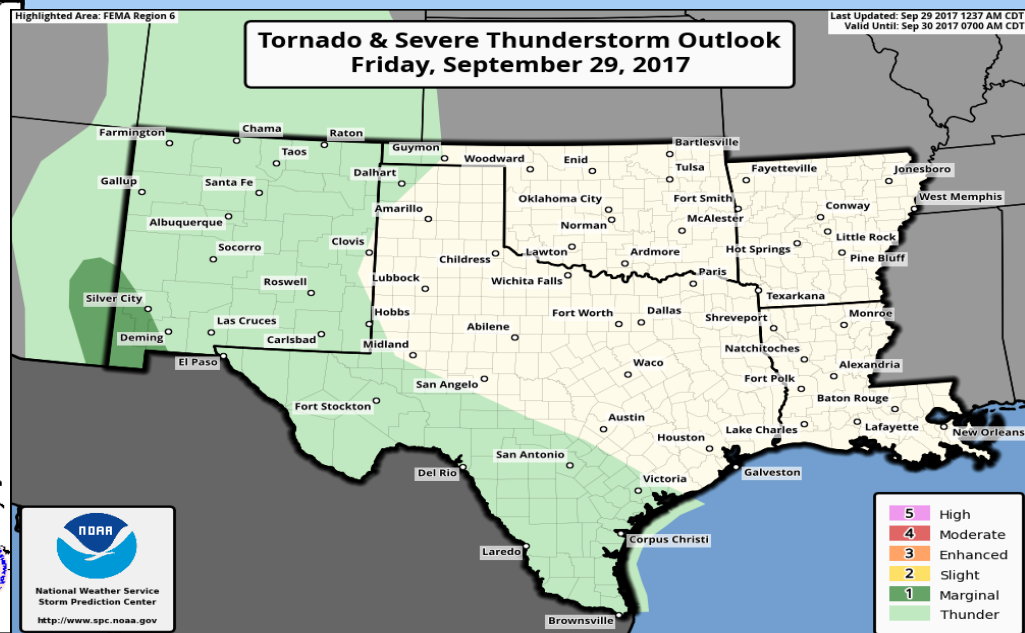 Highlighted Area: FEMA Region 6
Last Updated: Sep 29 2017 1237 AM CDT
Valid Until: Sep 30 2017 0700 AM CDT
Tornado & Severe Thunderstorm Outlook
Friday, September 29, 2017
Farmington
Chama
Raton
Taos
Guymon
Woodward
Enid
Bartlesville
Tulsa
Fayetteville
Jonesboro
Gallup
Santa Fe
Dalhart
Oklahoma City
Fort Smith
West Memphis
Albuquerque
Amarillo
Norman
McAlester
Conway
Little Rock
Socorro
Clovis
Childress
Lawton
Ardmore
Hot Springs
Pine Bluff
Roswell
Lubbock
Wichita Falls
Paris
Texarkana
Silver City
Las Cruces
Hobbs
Abilene
Fort Worth
Dallas
Shreveport
Monroe
Deming
Carlsbad
Midland
Natchitoches
El Paso
San Angelo
Waco
Fort Polk
Alexandria
Fort Stockton
Austin
Baton Rouge
Lake Charles
Lafayette
New Orleans
Houston
Del Rio
San Antonio
Galveston
Victoria
Corpus Christi
Laredo
Brownsville
NOAA
National Weather Service
Storm Prediction Center
http://www.spc.noaa.gov
5 High
4 Moderate
3 Enhanced
2 Slight
1 Marginal
Thunder